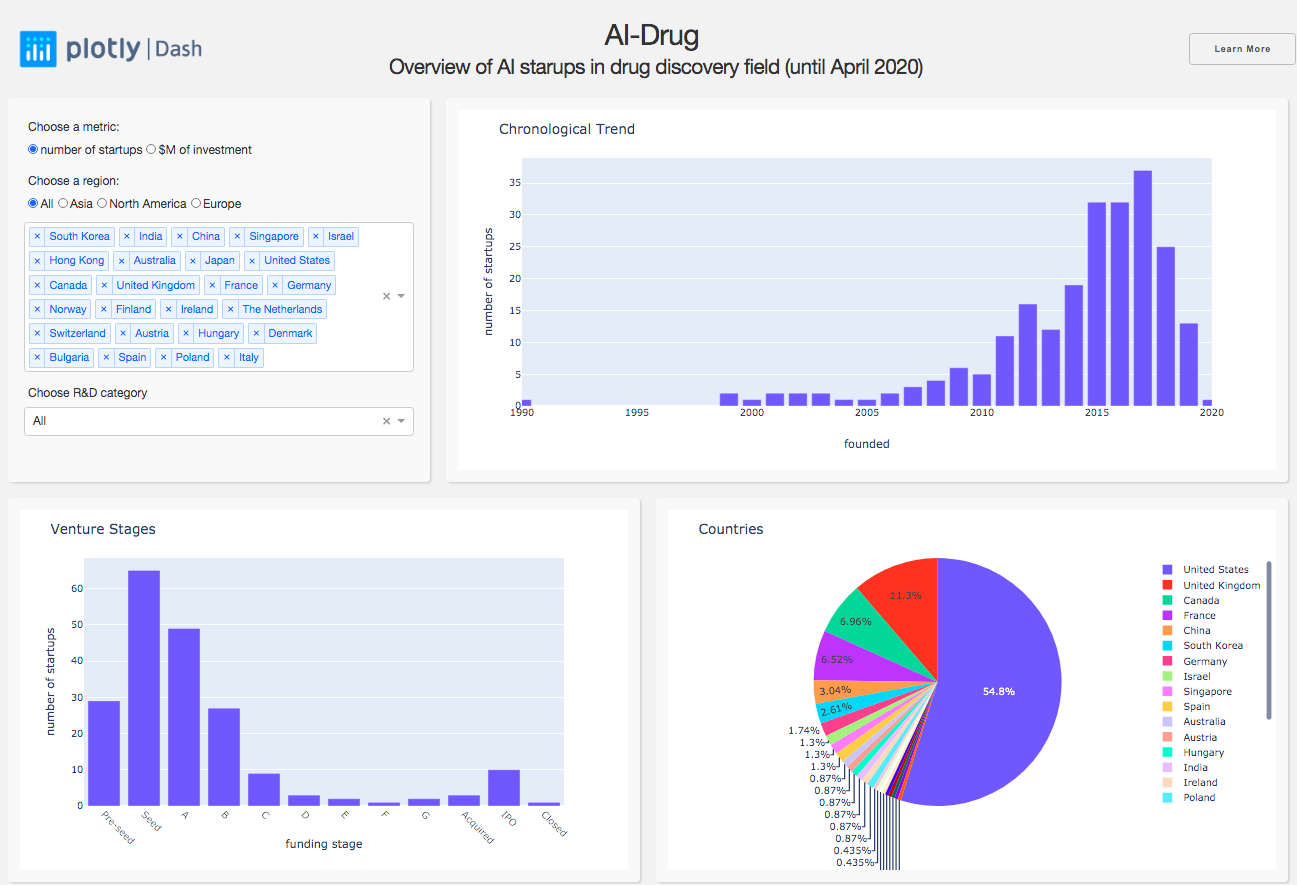 plotly | Dash
AI-Drug
Overview of AI starups in drug discovery field (until April 2020)
Learn More
Choose a metric:
number of startups $M of investment
Choose a region:
All Asia North America Europe
× South Korea × India × China × Singapore × Israel
× Hong Kong × Australia × Japan × United States
× Canada × United Kingdom × France × Germany
× Norway × Finland × Ireland × The Netherlands
× Switzerland × Austria × Hungary × Denmark
× Bulgaria × Spain × Poland × Italy
×
Choose R&D category
All ×
Chronological Trend
number of startups
35
30
25
20
15
10
5
0
1990 1995 2000 2005 2010 2015 2020
founded
Venture Stages
number of startups
60
50
40
30
20
10
0
Pre-seed Seed A B C D E F G Acquired IPO Closed
funding stage
Countries
54.8%
11.3%
6.96%
6.52%
3.04%
2.61%
1.74%
1.3%
1.3%
1.3%
0.87%
0.87%
0.87%
0.87%
0.87%
0.87%
0.435%
0.435%
United States
United Kingdom
Canada
France
China
South Korea
Germany
Israel
Singapore
Spain
Australia
Austria
Hungary
India
Ireland
Poland